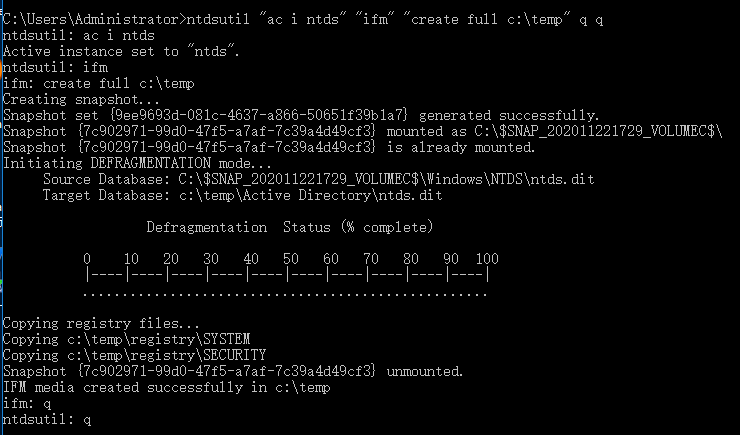 C:\Users\Administrator>ntdsutil "ac i ntds" "ifm" "create full c:\temp" q q
ntdsutil: ac i ntds
Active instance set to "ntds".
ntdsutil: ifm
ifm: create full c:\temp
Creating snapshot...
Snapshot set {9ee9693d-081c-4637-a866-50651f39b1a7} generated successfully.
Snapshot {7c902971-99d0-47f5-a7af-7c39a4d49cf3} mounted as C:\$SNAP_202011221729_VOLUMEC$\
Snapshot {7c902971-99d0-47f5-a7af-7c39a4d49cf3} is already mounted.
Initiating DEFRAGMENTATION mode...
Source Database: C:\$SNAP_202011221729_VOLUMEC$\Windows\NTDS\ntds.dit
Target Database: c:\temp\Active Directory\ntds.dit
Defragmentation  Status (% complete)
0    10   20   30   40   50   60   70   80   90  100
|----|----|----|----|----|----|----|----|----|----|
...................................................
Copying registry files...
Copying c:\temp\registry\SYSTEM
Copying c:\temp\registry\SECURITY
Snapshot {7c902971-99d0-47f5-a7af-7c39a4d49cf3} unmounted.
IFM media created successfully in c:\temp
ifm: q
ntdsutil: q